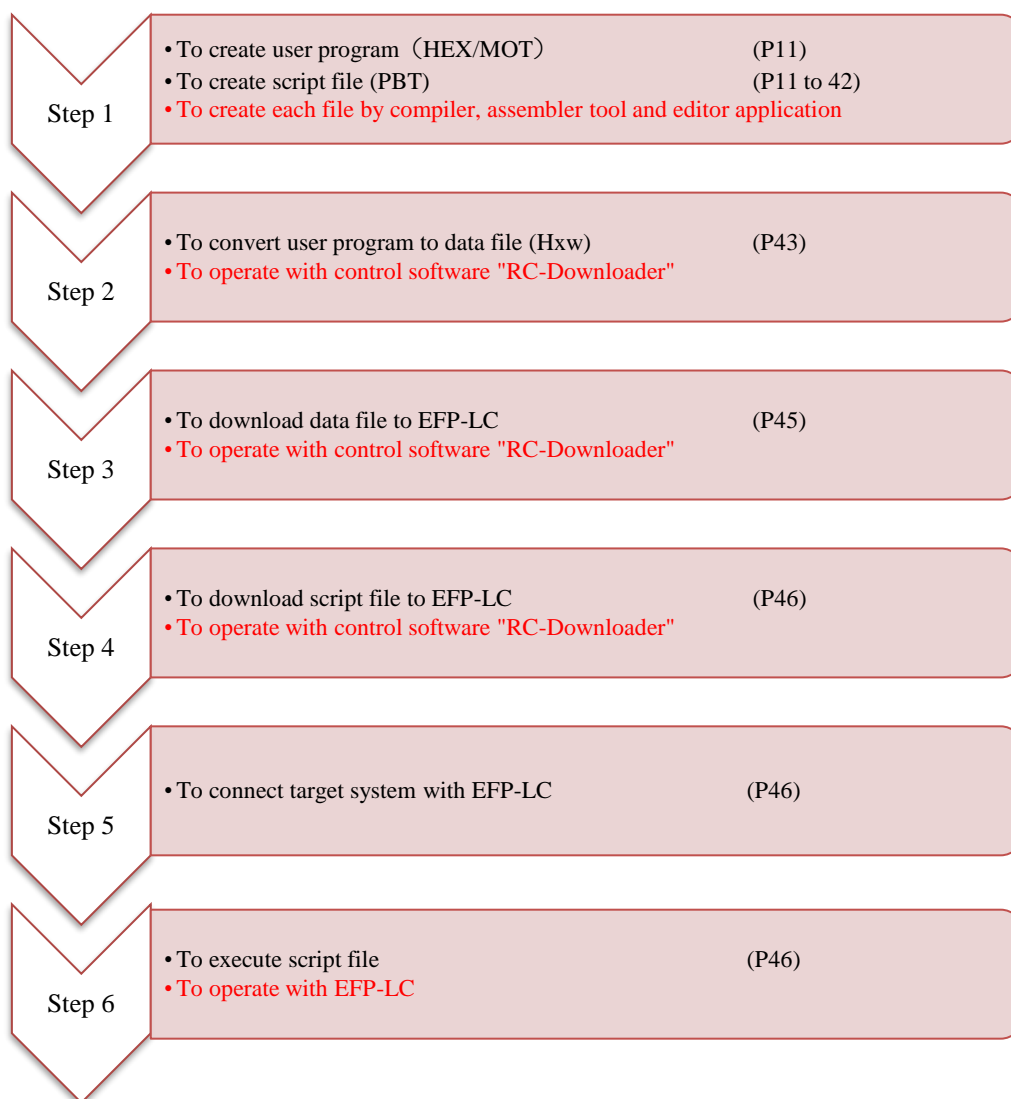 Step 1
• To create user program（HEX/MOT） (P11)
• To create script file (PBT) (P11 to 42)
• To create each file by compiler, assembler tool and editor application
Step 2
• To convert user program to data file (Hxw) (P43)
• To operate with control software "RC-Downloader"
Step 3
• To download data file to EFP-LC (P45)
• To operate with control software "RC-Downloader"
Step 4
• To download script file to EFP-LC (P46)
• To operate with control software "RC-Downloader"
Step 5
• To connect target system with EFP-LC (P46)
Step 6
• To execute script file (P46)
• To operate with EFP-LC